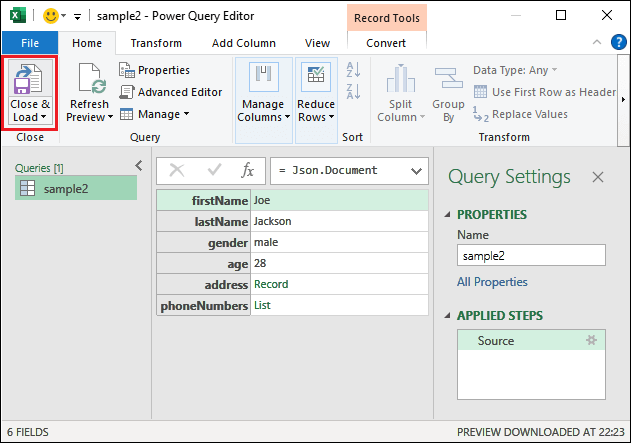 sample2 - Power Query Editor
Record Tools
File
Home
Transform
Add Column
View
Convert
Close &
Load
Close
Refresh
Preview
Properties
Advanced Editor
Manage
Query
Manage
Columns
Reduce
Rows
Sort
Split
Column
Group
By
Data Type: Any
Use First Row as Header
Replace Values
Transform
Queries [1]
sample2
fx
= Json.Document
firstName Joe
lastName Jackson
gender male
age 28
address Record
phoneNumbers List
Query Settings
PROPERTIES
Name
sample2
All Properties
APPLIED STEPS
Source
6 FIELDS
PREVIEW DOWNLOADED AT 22:23